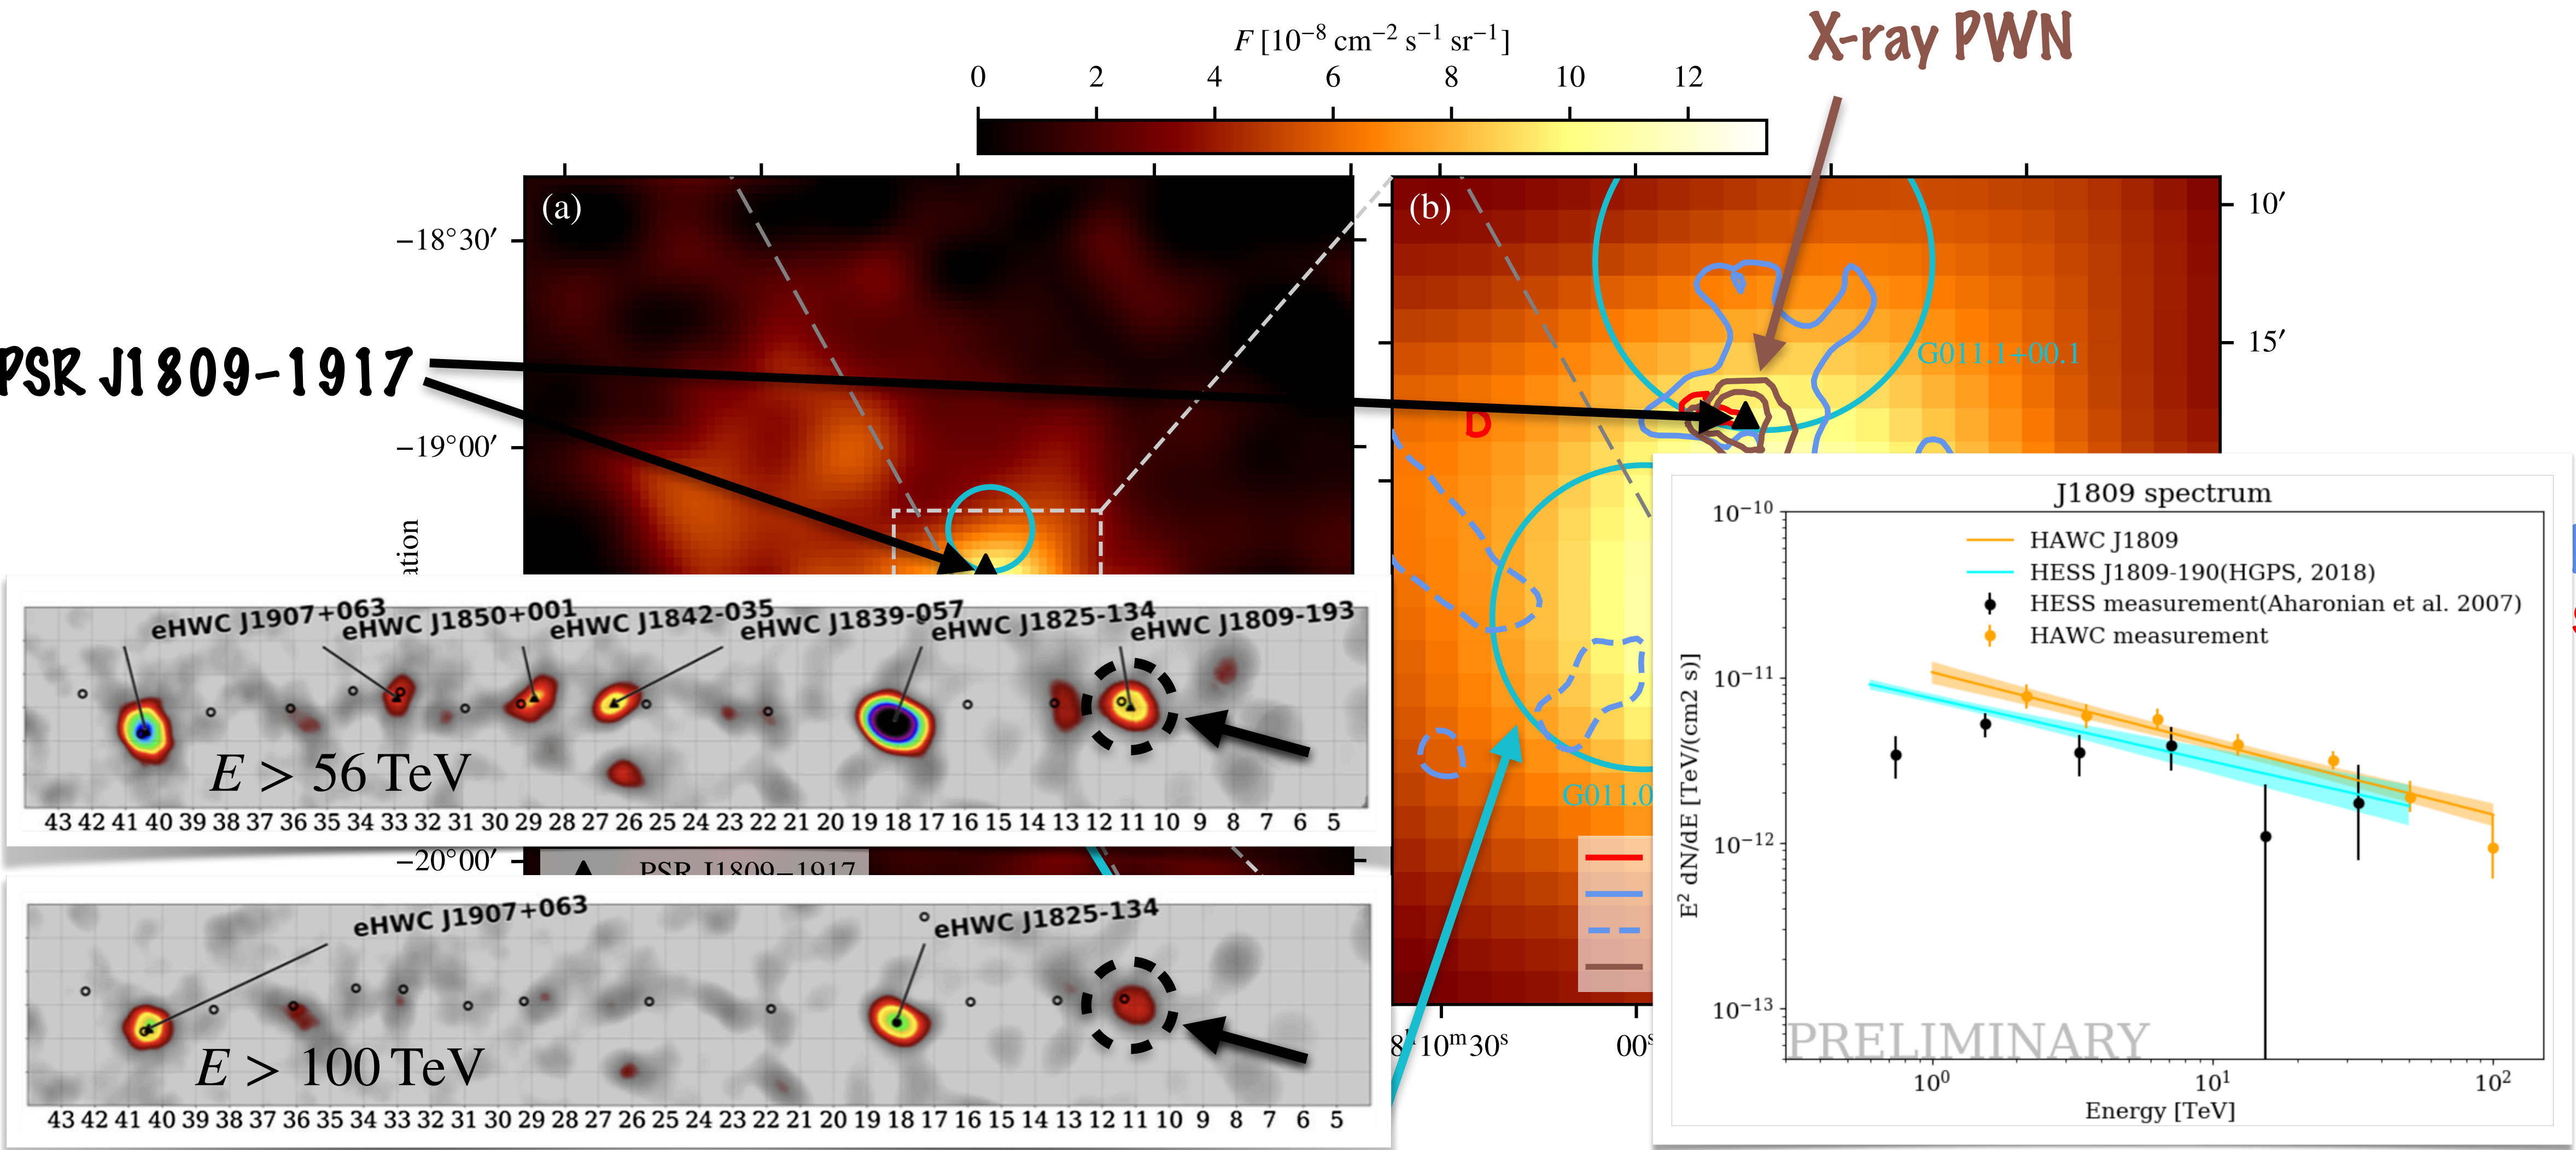 X-ray PWN
F [10⁻⁸ cm⁻² s⁻¹ sr⁻¹]
0 2 4 6 8 10 12
(a)
−18°30′
−19°00′
−20°00′
PSR J1809-1917
PSR J1809−1917
(b)
10′
15′
G011.1+00.1
D
G011.0
10ᵐ30ˢ
00ˢ
eHWC J1907+063
eHWC J1850+001
eHWC J1842-035
eHWC J1839-057
eHWC J1825-134
eHWC J1809-193
E > 56 TeV
43 42 41 40 39 38 37 36 35 34 33 32 31 30 29 28 27 26 25 24 23 22 21 20 19 18 17 16 15 14 13 12 11 10 9 8 7 6 5
eHWC J1907+063
eHWC J1825-134
E > 100 TeV
43 42 41 40 39 38 37 36 35 34 33 32 31 30 29 28 27 26 25 24 23 22 21 20 19 18 17 16 15 14 13 12 11 10 9 8 7 6 5
J1809 spectrum
HAWC J1809
HESS J1809-190(HGPS, 2018)
HESS measurement(Aharonian et al. 2007)
HAWC measurement
E² dN/dE [TeV/(cm2 s)]
10⁻¹⁰
10⁻¹¹
10⁻¹²
10⁻¹³
PRELIMINARY
10⁰ 10¹ 10²
Energy [TeV]